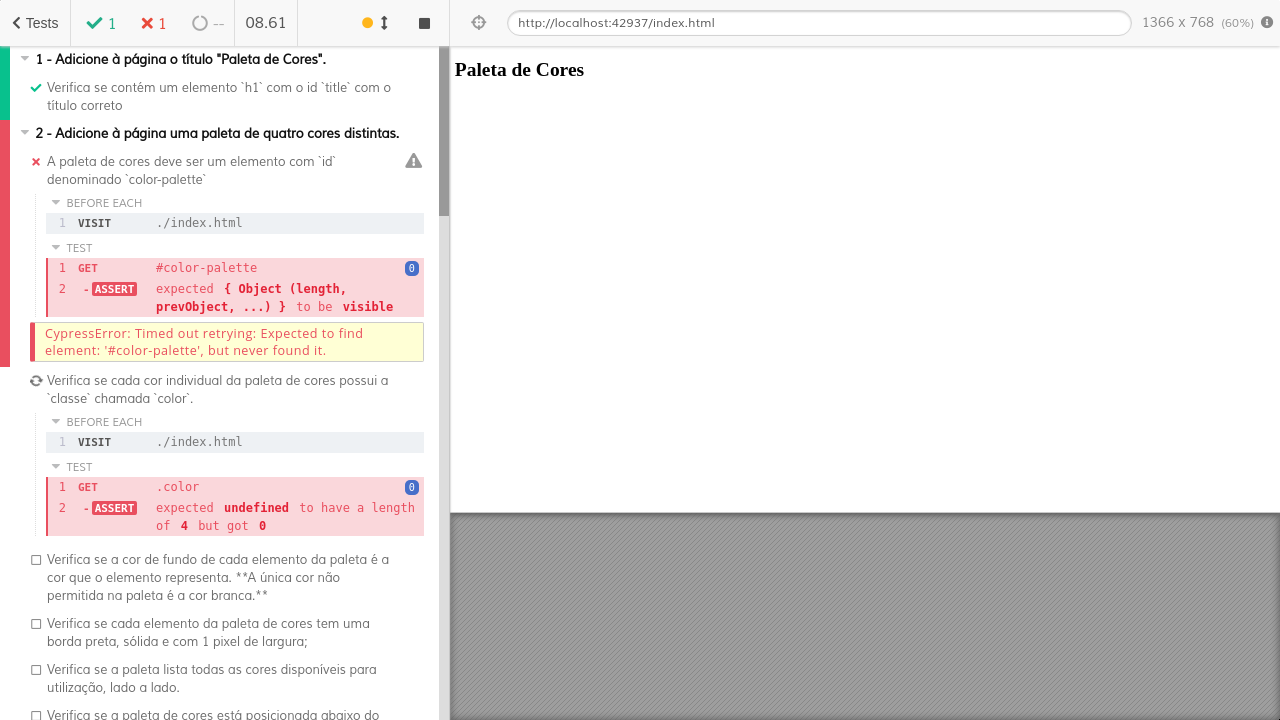 Tests 1 1 -- 08.61
http://localhost:42937/index.html 1366 x 768 (60%)
1 - Adicione à página o título "Paleta de Cores".
Verifica se contém um elemento `h1` com o id `title` com o
título correto
2 - Adicione à página uma paleta de quatro cores distintas.
A paleta de cores deve ser um elemento com `id`
denominado `color-palette`
BEFORE EACH
1 VISIT ./index.html
TEST
1 GET #color-palette 0
2 - ASSERT expected { Object (length,
prevObject, ...) } to be visible
CypressError: Timed out retrying: Expected to find
element: '#color-palette', but never found it.
Verifica se cada cor individual da paleta de cores possui a
`classe` chamada `color`.
BEFORE EACH
1 VISIT ./index.html
TEST
1 GET .color 0
2 - ASSERT expected undefined to have a length
of 4 but got 0
Verifica se a cor de fundo de cada elemento da paleta é a
cor que o elemento representa. **A única cor não
permitida na paleta é a cor branca.**
Verifica se cada elemento da paleta de cores tem uma
borda preta, sólida e com 1 pixel de largura;
Verifica se a paleta lista todas as cores disponíveis para
utilização, lado a lado.
Verifica se a paleta de cores está posicionada abaixo do
Paleta de Cores